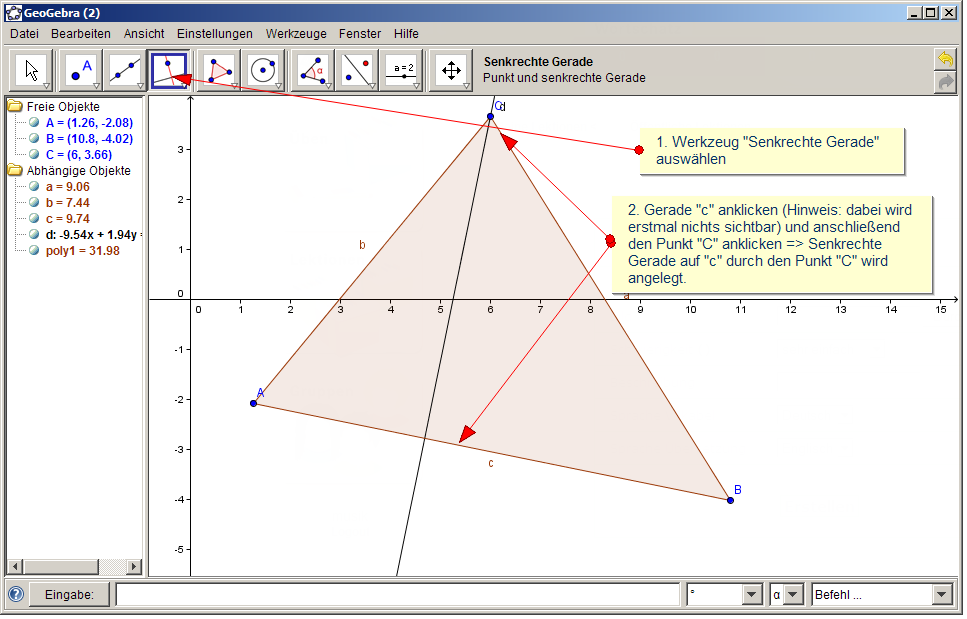 GeoGebra (2)
Datei Bearbeiten Ansicht Einstellungen Werkzeuge Fenster Hilfe
A
α
a = 2
Senkrechte Gerade
Punkt und senkrechte Gerade
Freie Objekte
A = (1.26, -2.08)
B = (10.8, -4.02)
C = (6, 3.66)
Abhängige Objekte
a = 9.06
b = 7.44
c = 9.74
d: -9.54x + 1.94y =
poly1 = 31.98
C d
1. Werkzeug "Senkrechte Gerade"
auswählen
2. Gerade "c" anklicken (Hinweis: dabei wird
erstmal nichts sichtbar) und anschließend
den Punkt "C" anklicken => Senkrechte
Gerade auf "c" durch den Punkt "C" wird
angelegt.
3
2
1
0
-1
-2
-3
-4
-5
0 1 2 3 4 5 6 7 8 9 10 11 12 13 14 15
b
a
A
c
B
Eingabe:
°
α
Befehl ...